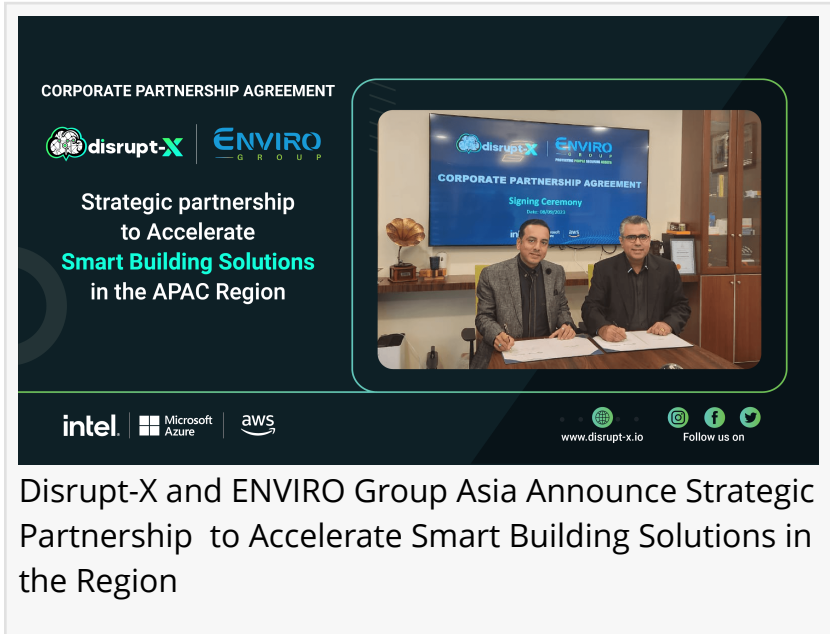 CORPORATE PARTNERSHIP AGREEMENT
disrupt-X
ENVIRO
GROUP
Strategic partnership
to Accelerate
Smart Building Solutions
in the APAC Region
disrupt-X
ENVIRO
GROUP
CORPORATE PARTNERSHIP AGREEMENT
Signing Ceremony
aws
intel.
Microsoft
Azure
aws
www.disrupt-x.io
Follow us on
Disrupt-X and ENVIRO Group Asia Announce Strategic
Partnership  to Accelerate Smart Building Solutions in
the Region